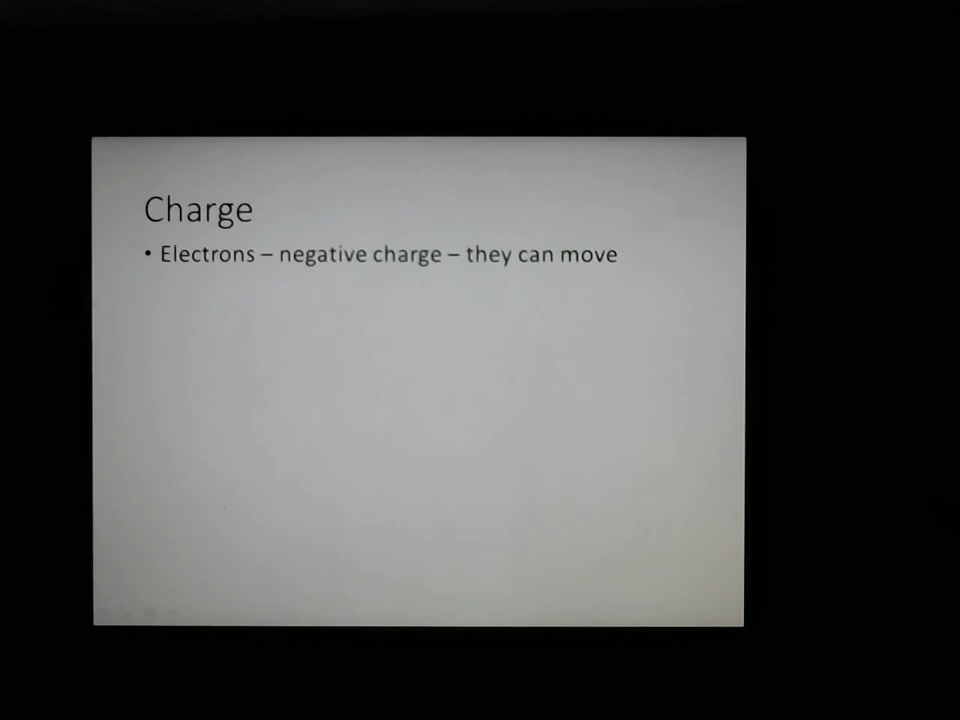 Charge
• Electrons – negative charge – they can move